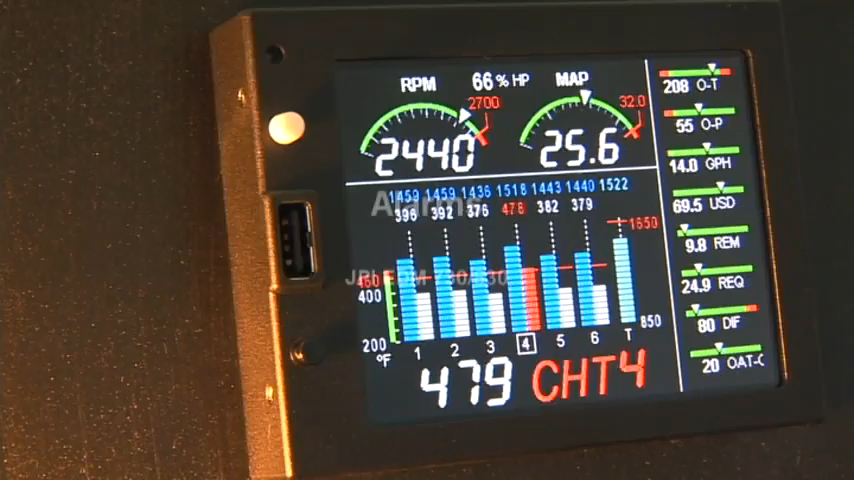 RPM 66 % HP MAP
2700 32.0
2440 25.6
1459 1459 1436 1518 1443 1440 1522
396 392 376 478 382 379
Alarms
1650
460
400
200
°F
850
1 2 3 4 5 6 T
479 CHT4
208 O-T
55 O-P
14.0 GPH
69.5 USD
9.8 REM
24.9 REQ
80 DIF
20 OAT-C